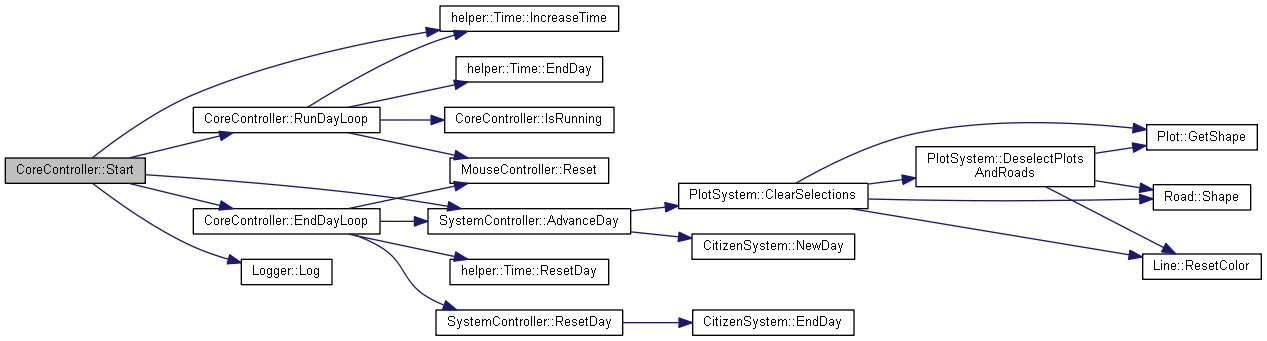 helper::Time::IncreaseTime
helper::Time::EndDay
CoreController::RunDayLoop
CoreController::IsRunning
Plot::GetShape
CoreController::Start
MouseController::Reset
PlotSystem::DeselectPlots
AndRoads
PlotSystem::ClearSelections
Road::Shape
CoreController::EndDayLoop
SystemController::AdvanceDay
CitizenSystem::NewDay
Logger::Log
helper::Time::ResetDay
Line::ResetColor
SystemController::ResetDay
CitizenSystem::EndDay